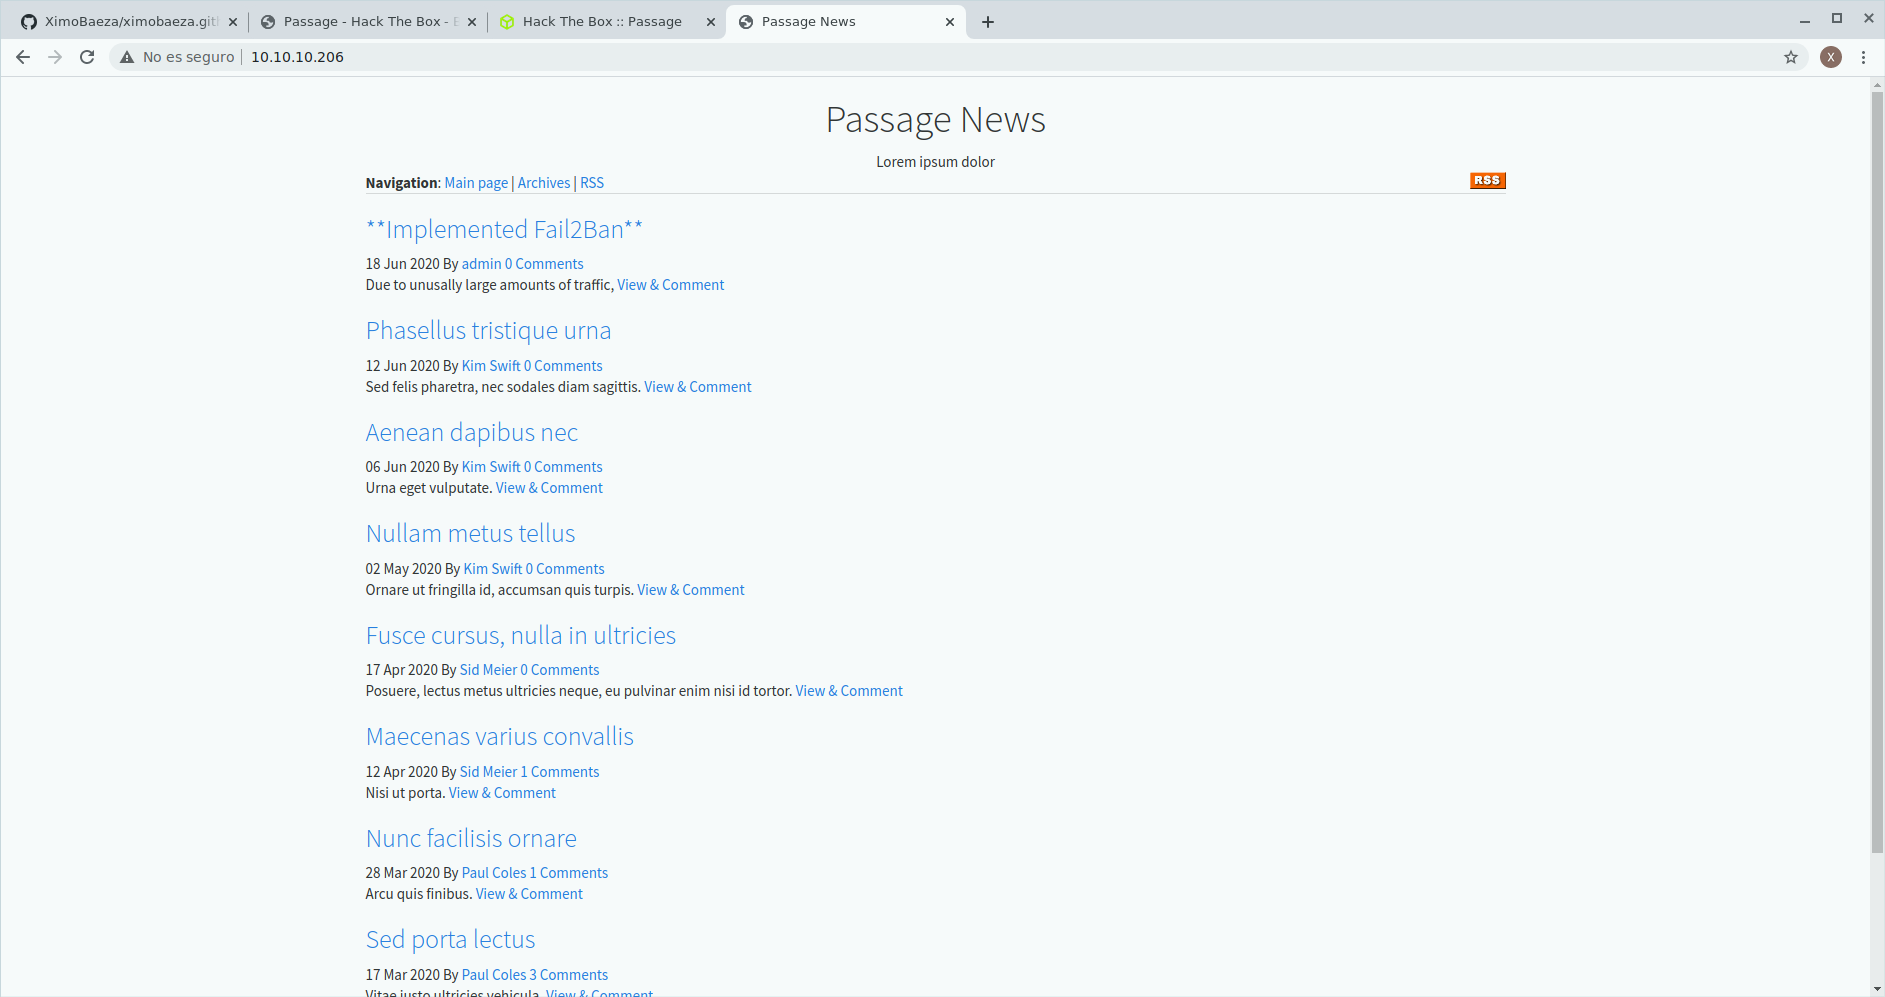 XimoBaeza/ximobaeza.git
Passage - Hack The Box -
Hack The Box :: Passage
Passage News
No es seguro
10.10.10.206
X
Passage News
Lorem ipsum dolor
Navigation: Main page | Archives | RSS
RSS
**Implemented Fail2Ban**
18 Jun 2020 By admin 0 Comments
Due to unusally large amounts of traffic, View & Comment
Phasellus tristique urna
12 Jun 2020 By Kim Swift 0 Comments
Sed felis pharetra, nec sodales diam sagittis. View & Comment
Aenean dapibus nec
06 Jun 2020 By Kim Swift 0 Comments
Urna eget vulputate. View & Comment
Nullam metus tellus
02 May 2020 By Kim Swift 0 Comments
Ornare ut fringilla id, accumsan quis turpis. View & Comment
Fusce cursus, nulla in ultricies
17 Apr 2020 By Sid Meier 0 Comments
Posuere, lectus metus ultricies neque, eu pulvinar enim nisi id tortor. View & Comment
Maecenas varius convallis
12 Apr 2020 By Sid Meier 1 Comments
Nisi ut porta. View & Comment
Nunc facilisis ornare
28 Mar 2020 By Paul Coles 1 Comments
Arcu quis finibus. View & Comment
Sed porta lectus
17 Mar 2020 By Paul Coles 3 Comments
Vitae justo ultricies vehicula. View & Comment